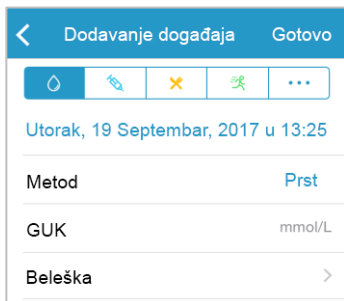 Dodavanje događaja Gotovo
Utorak, 19 Septembar, 2017 u 13:25
Metod Prst
GUK mmol/L
Beleška